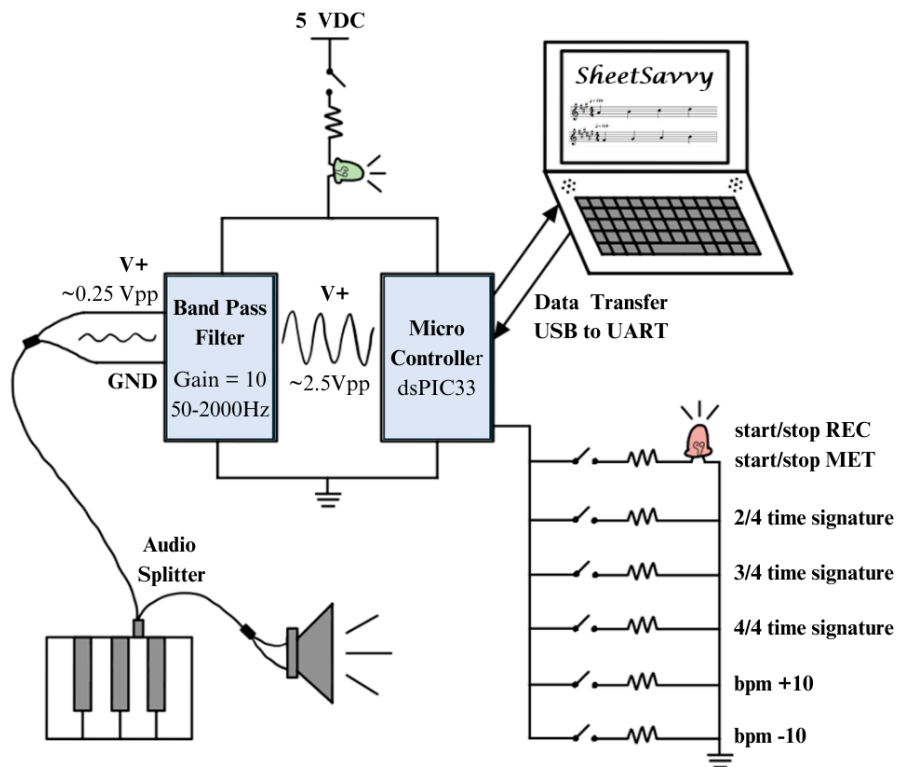 5 VDC
SheetSavvy
V+
~0.25 Vpp
GND
Band Pass
Filter
Gain = 10
50-2000Hz
V+
~2.5Vpp
Micro
Controller
dsPIC33
Data Transfer
USB to UART
start/stop REC
start/stop MET
2/4 time signature
3/4 time signature
4/4 time signature
bpm +10
bpm -10
Audio
Splitter